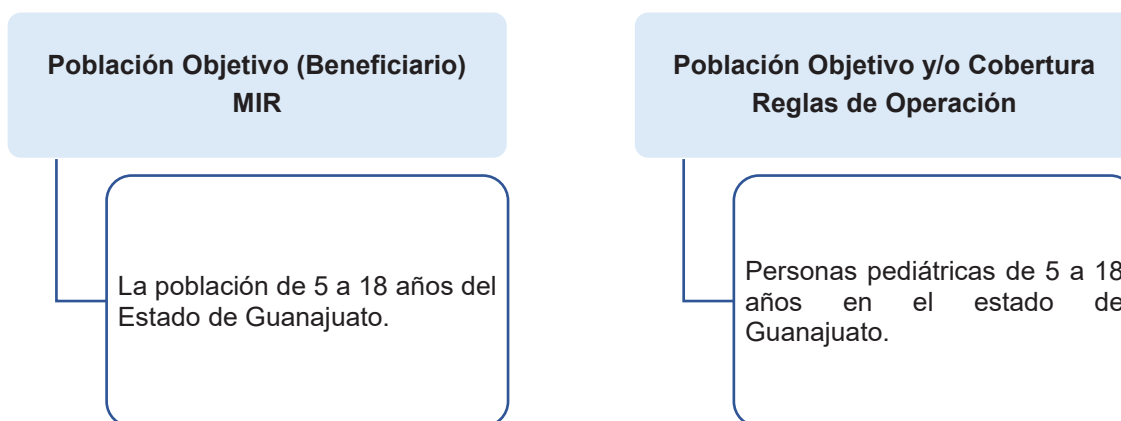 Población Objetivo (Beneficiario)
MIR
La población de 5 a 18 años del
Estado de Guanajuato.
Población Objetivo y/o Cobertura
Reglas de Operación
Personas pediátricas de 5 a 18
años en el estado de
Guanajuato.